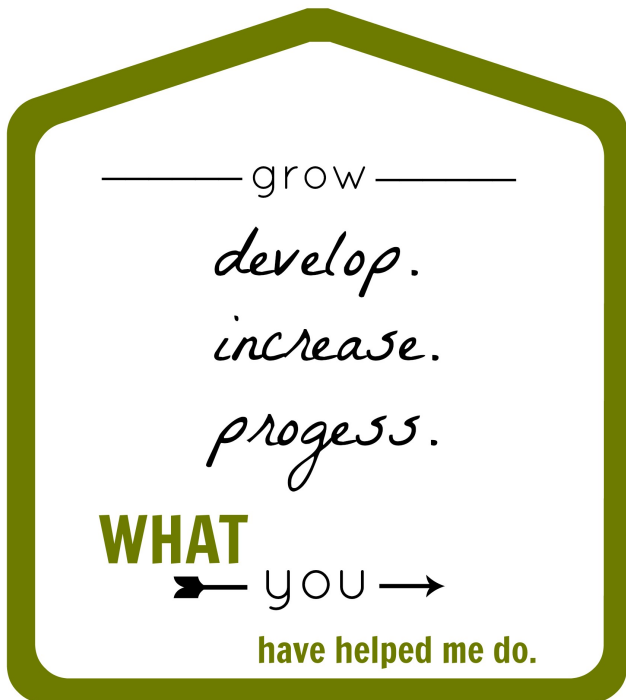 grow
develop.
increase.
progess.
WHAT
you
have helped me do.